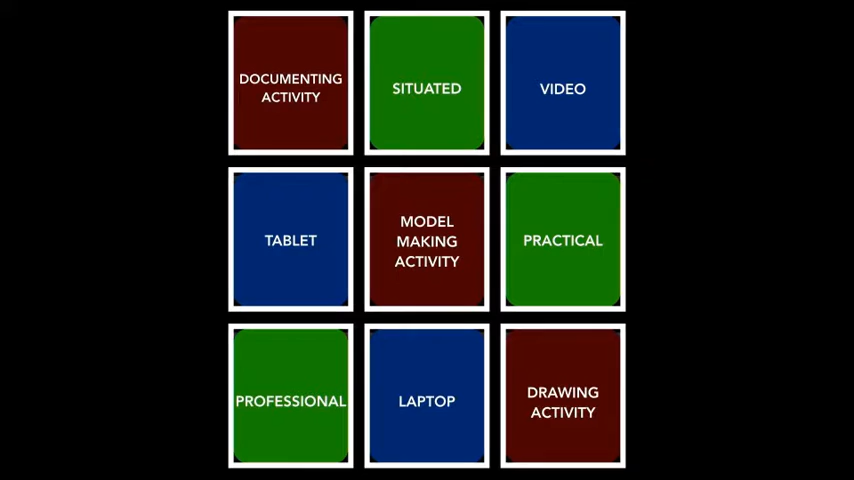 DOCUMENTING
ACTIVITY
SITUATED
VIDEO
TABLET
MODEL
MAKING
ACTIVITY
PRACTICAL
PROFESSIONAL
LAPTOP
DRAWING
ACTIVITY